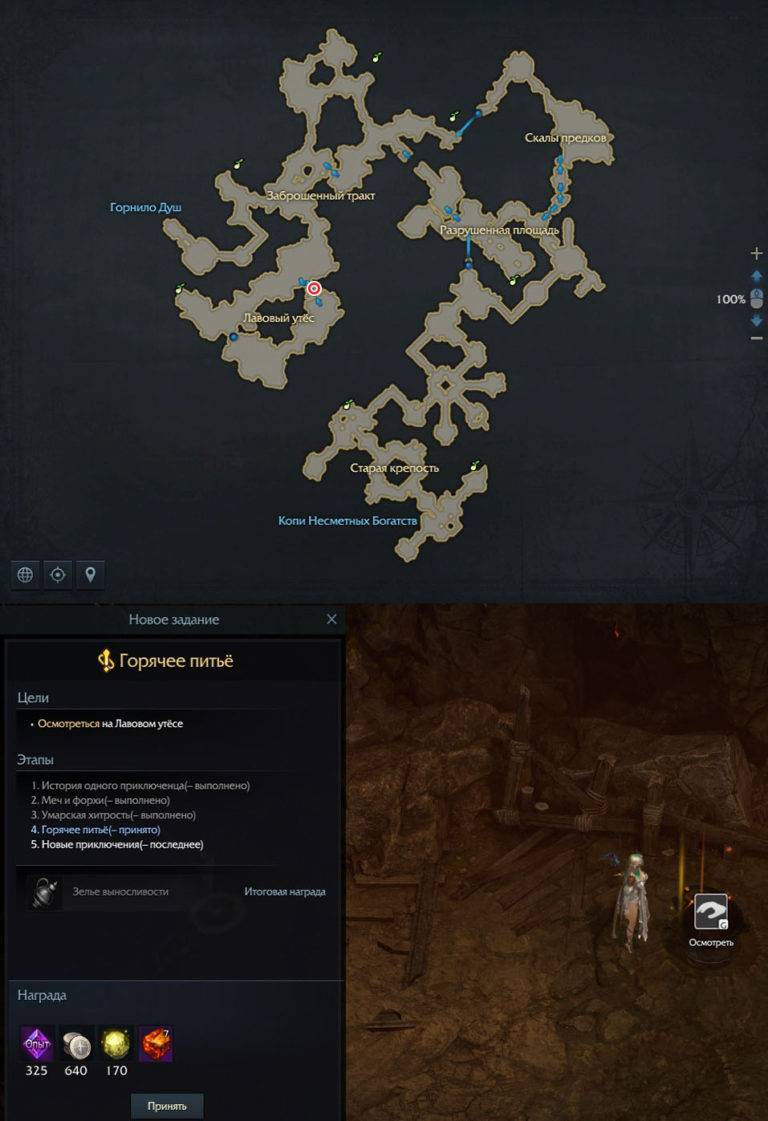 Скалы предков
Заброшенный тракт
Горнило Душ
Разрушенная площадь
100%
Лавовый утёс
Старая крепость
Копи Несметных Богатств
Новое задание
Горячее питьё
Цели
• Осмотреться на Лавовом утёсе
Этапы
1. История одного приключенца(– выполнено)
2. Меч и форхи(– выполнено)
3. Умарская хитрость(– выполнено)
4. Горячее питьё(– принято)
5. Новые приключения(– последнее)
Зелье выносливости Итоговая награда
G
Осмотреть
Награда
Опыт 7
325 640 170
Принять